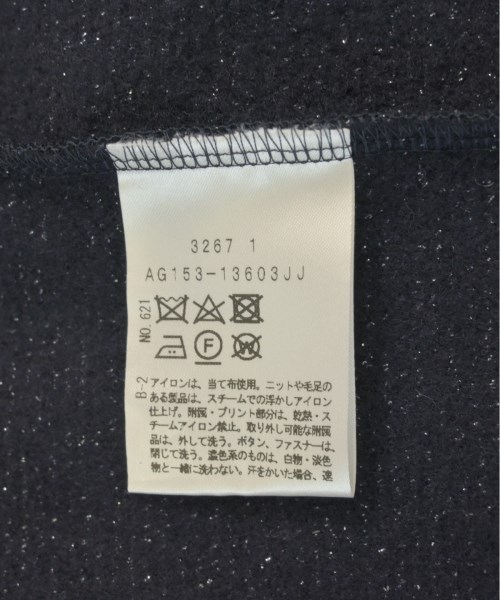 3267 1
AG153-13603JJ
NO.621
B-2
F
W
アイロンは、当て布使用。ニットや毛足の
ある製品は、スチームでの浮かしアイロン
仕上げ。附属・プリント部分は、乾熱・ス
チームアイロン禁止。取り外し可能な附属
品は、外して洗う。ボタン、ファスナーは
閉じて洗う。濃色系のものは、白物・淡色
物と一緒に洗わない。汗をかいた場合、速